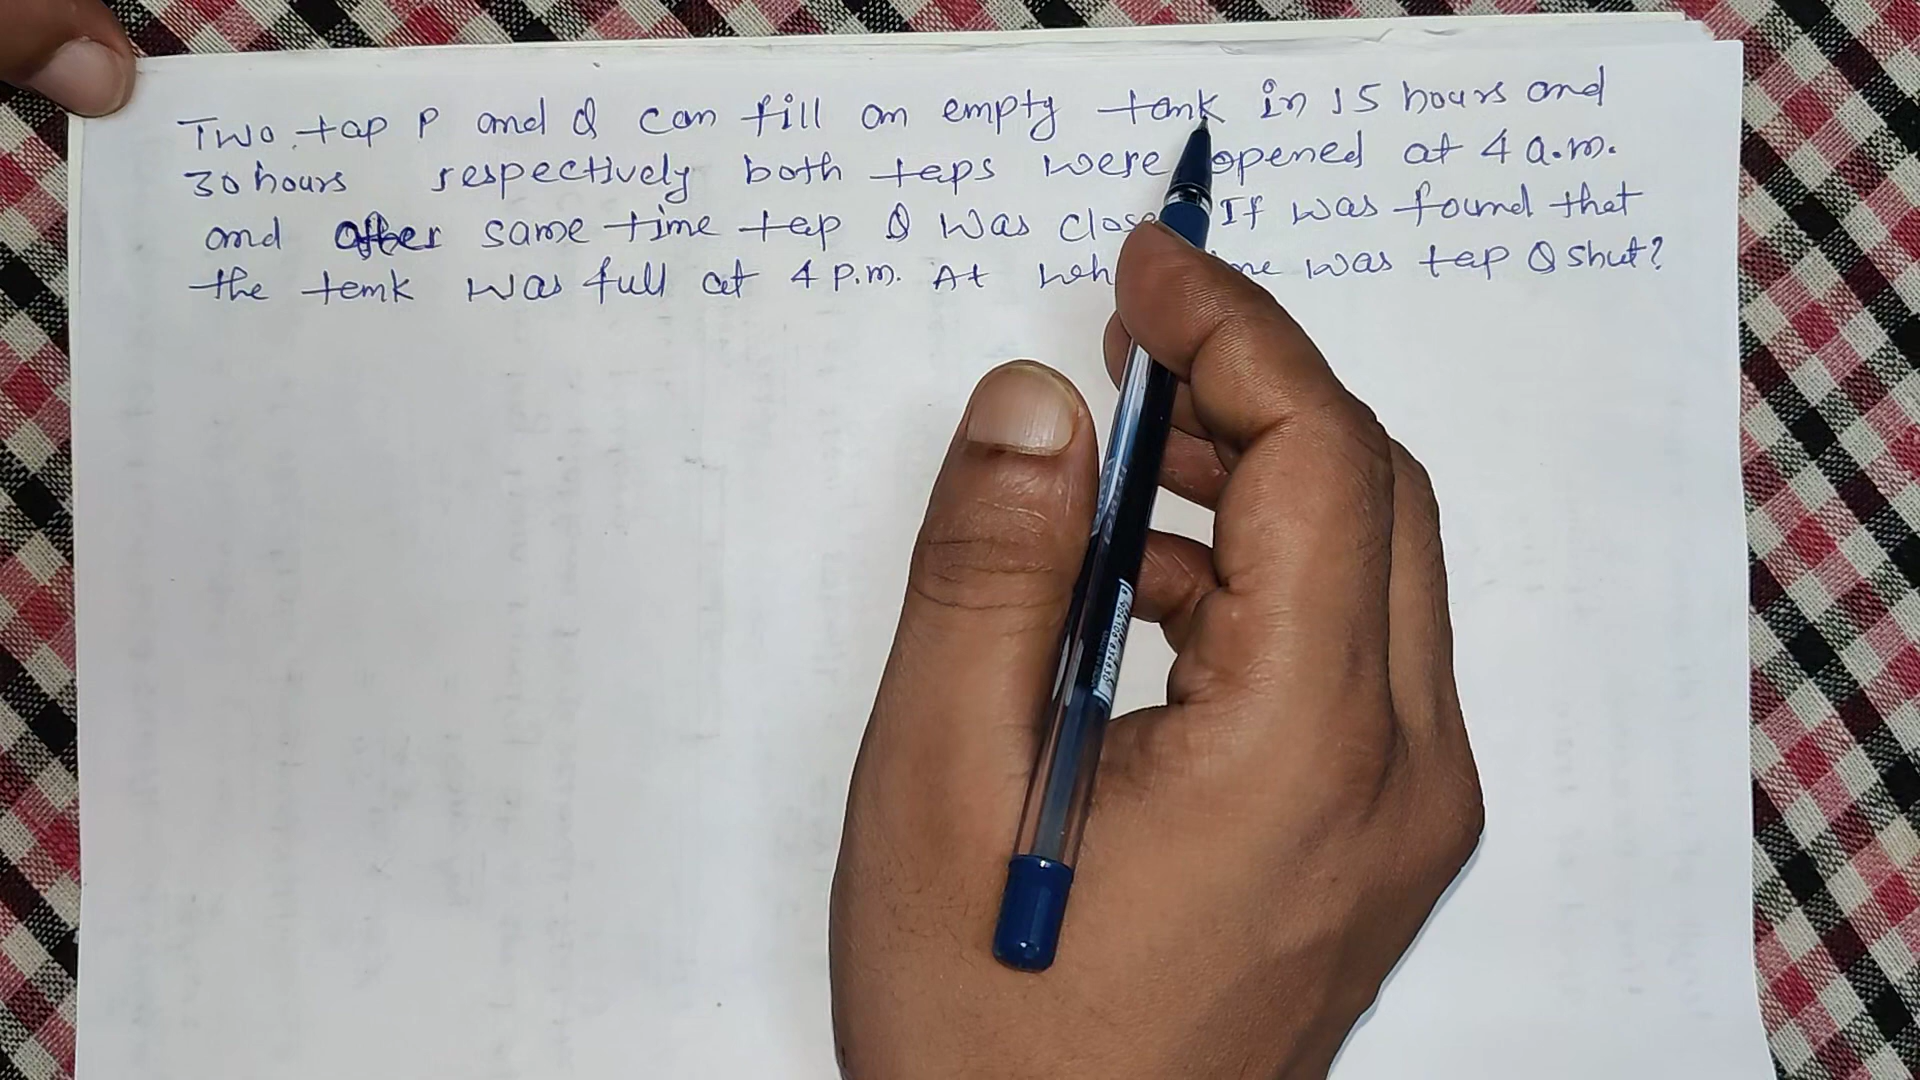 Two tap P and Q can fill an empty tank in 15 hours and
30 hours respectively both taps were opened at 4 a.m.
and after same time tap Q was close If was found that
the tank was full at 4 P.m. At was tap Q shut?